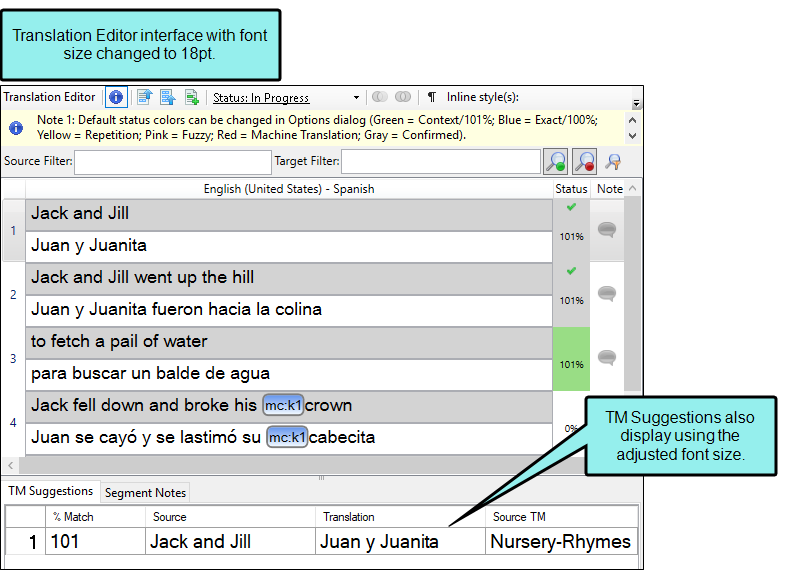 Translation Editor interface with font
size changed to 18pt.
Translation Editor
Status: In Progress
Inline style(s):
Note 1: Default status colors can be changed in Options dialog (Green = Context/101%; Blue = Exact/100%;
Yellow = Repetition; Pink = Fuzzy; Red = Machine Translation; Gray = Confirmed).
Source Filter:
Target Filter:
English (United States) - Spanish
Status
Note
1
Jack and Jill
Juan y Juanita
101%
2
Jack and Jill went up the hill
Juan y Juanita fueron hacia la colina
101%
3
to fetch a pail of water
para buscar un balde de agua
101%
4
Jack fell down and broke his mc:k1 crown
Juan se cayó y se lastimó su mc:k1 cabecita
0%
TM Suggestions also
display using the
adjusted font size.
TM Suggestions
Segment Notes
% Match
Source
Translation
Source TM
1
101
Jack and Jill
Juan y Juanita
Nursery-Rhymes